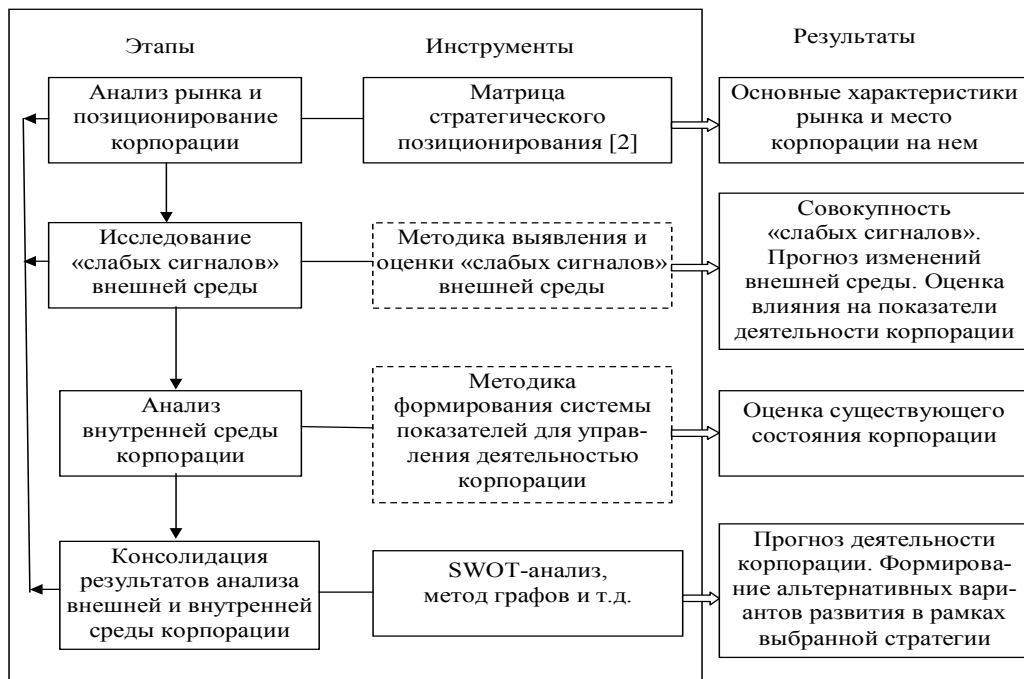 Этапы
Инструменты
Результаты
Анализ рынка и
позиционирование
корпорации
Матрица
стратегического
позиционирования [2]
Основные характеристики
рынка и место
корпорации на нем
Исследование
«слабых сигналов»
внешней среды
Методика выявления и
оценки «слабых сигналов»
внешней среды
Совокупность
«слабых сигналов».
Прогноз изменений
внешней среды. Оценка
влияния на показатели
деятельности корпорации
Анализ
внутренней среды
корпорации
Методика
формирования системы
показателей для управ-
ления деятельностью
корпорации
Оценка существующего
состояния корпорации
Консолидация
результатов анализа
внешней и внутренней
среды корпорации
SWOT-анализ,
метод графов и т.д.
Прогноз деятельности
корпорации. Формирова-
ние альтернативных вари-
антов развития в рамках
выбранной стратегии